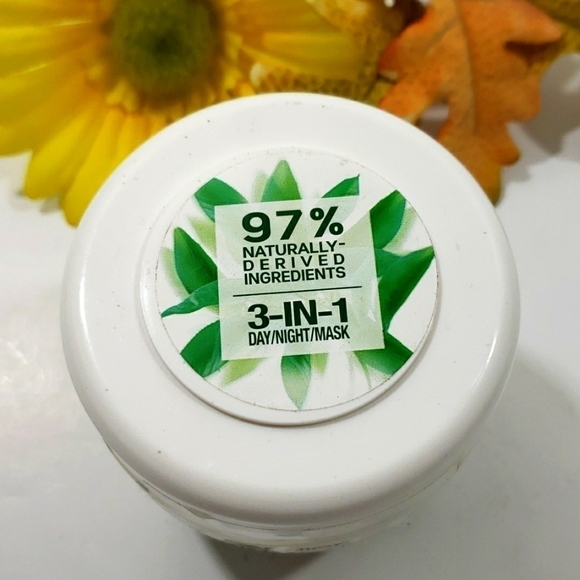 97%
NATURALLY-
DERIVED
INGREDIENTS
3-IN-1
DAY/NIGHT/MASK